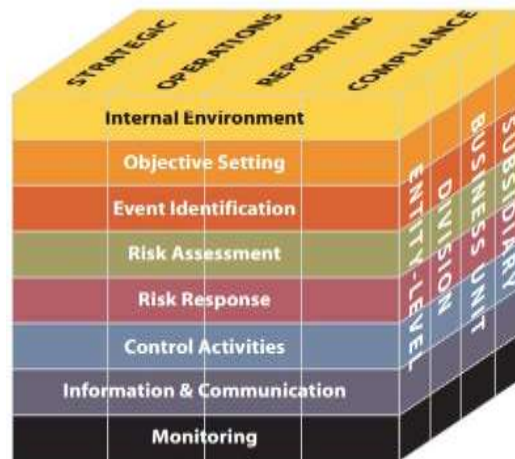 STRATEGIC
OPERATIONS
REPORTING
COMPLIANCE
Internal Environment
Objective Setting
Event Identification
Risk Assessment
Risk Response
Control Activities
Information & Communication
Monitoring
ENTITY-LEVEL
DIVISION
BUSINESS UNIT
SUBSIDIARY